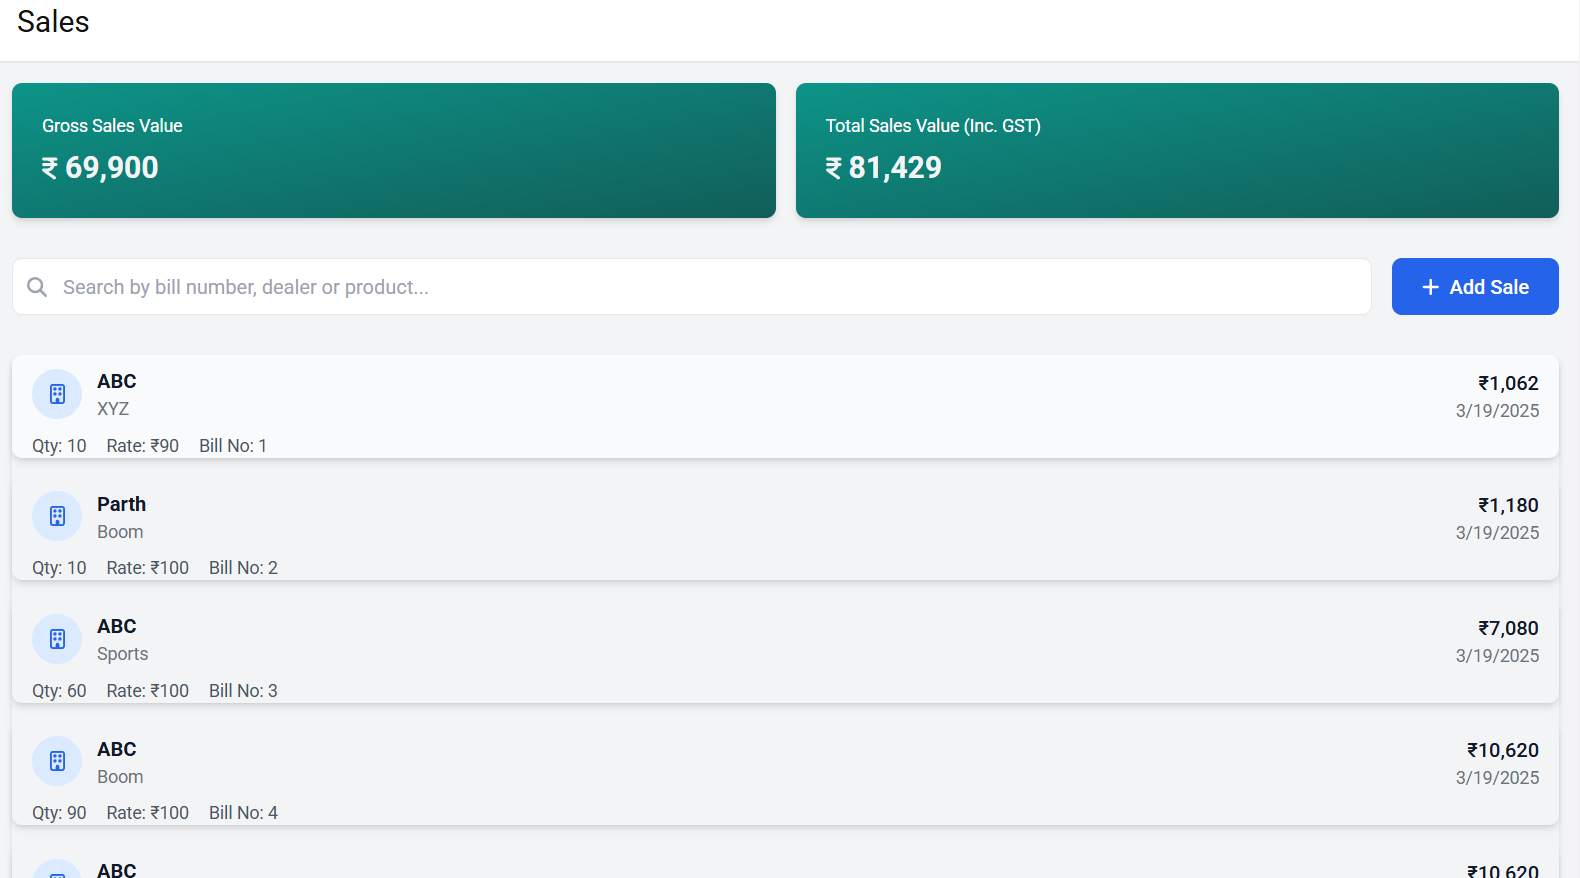 Sales
Gross Sales Value
₹ 69,900
Total Sales Value (Inc. GST)
₹ 81,429
Search by bill number, dealer or product...
+ Add Sale
ABC
XYZ
₹1,062
3/19/2025
Qty: 10 Rate: ₹90 Bill No: 1
Parth
Boom
₹1,180
3/19/2025
Qty: 10 Rate: ₹100 Bill No: 2
ABC
Sports
₹7,080
3/19/2025
Qty: 60 Rate: ₹100 Bill No: 3
ABC
Boom
₹10,620
3/19/2025
Qty: 90 Rate: ₹100 Bill No: 4
ABC
₹10,620